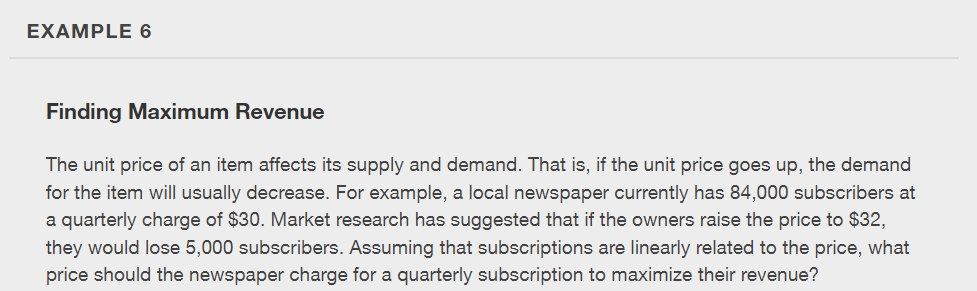 EXAMPLE 6
Finding Maximum Revenue
The unit price of an item affects its supply and demand. That is, if the unit price goes up, the demand
for the item will usually decrease. For example, a local newspaper currently has 84,000 subscribers at
a quarterly charge of $30. Market research has suggested that if the owners raise the price to $32,
they would lose 5,000 subscribers. Assuming that subscriptions are linearly related to the price, what
price should the newspaper charge for a quarterly subscription to maximize their revenue?